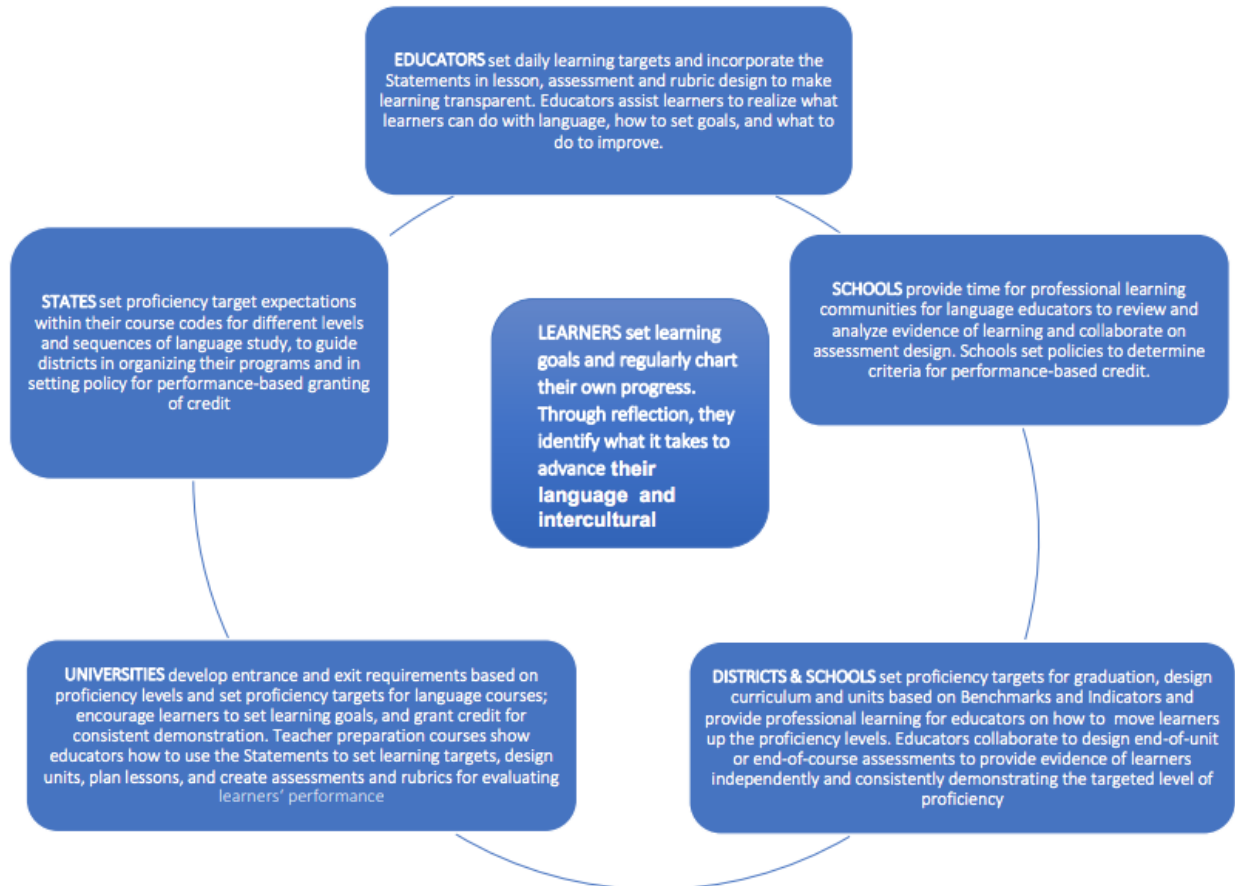 EDUCATORS set daily learning targets and incorporate the
Statements in lesson, assessment and rubric design to make
learning transparent. Educators assist learners to realize what
learners can do with language, how to set goals, and what to
do to improve.
STATES set proficiency target expectations
within their course codes for different levels
and sequences of language study, to guide
districts in organizing their programs and in
setting policy for performance-based granting
of credit
LEARNERS set learning
goals and regularly chart
their own progress.
Through reflection, they
identify what it takes to
advance their
language and
intercultural
SCHOOLS provide time for professional learning
communities for language educators to review and
analyze evidence of learning and collaborate on
assessment design. Schools set policies to determine
criteria for performance-based credit.
UNIVERSITIES develop entrance and exit requirements based on
proficiency levels and set proficiency targets for language courses;
encourage learners to set learning goals, and grant credit for
consistent demonstration. Teacher preparation courses show
educators how to use the Statements to set learning targets, design
units, plan lessons, and create assessments and rubrics for evaluating
learners' performance
DISTRICTS & SCHOOLS set proficiency targets for graduation, design
curriculum and units based on Benchmarks and Indicators and
provide professional learning for educators on how to move learners
up the proficiency levels. Educators collaborate to design end-of-unit
or end-of-course assessments to provide evidence of learners
independently and consistently demonstrating the targeted level of
proficiency